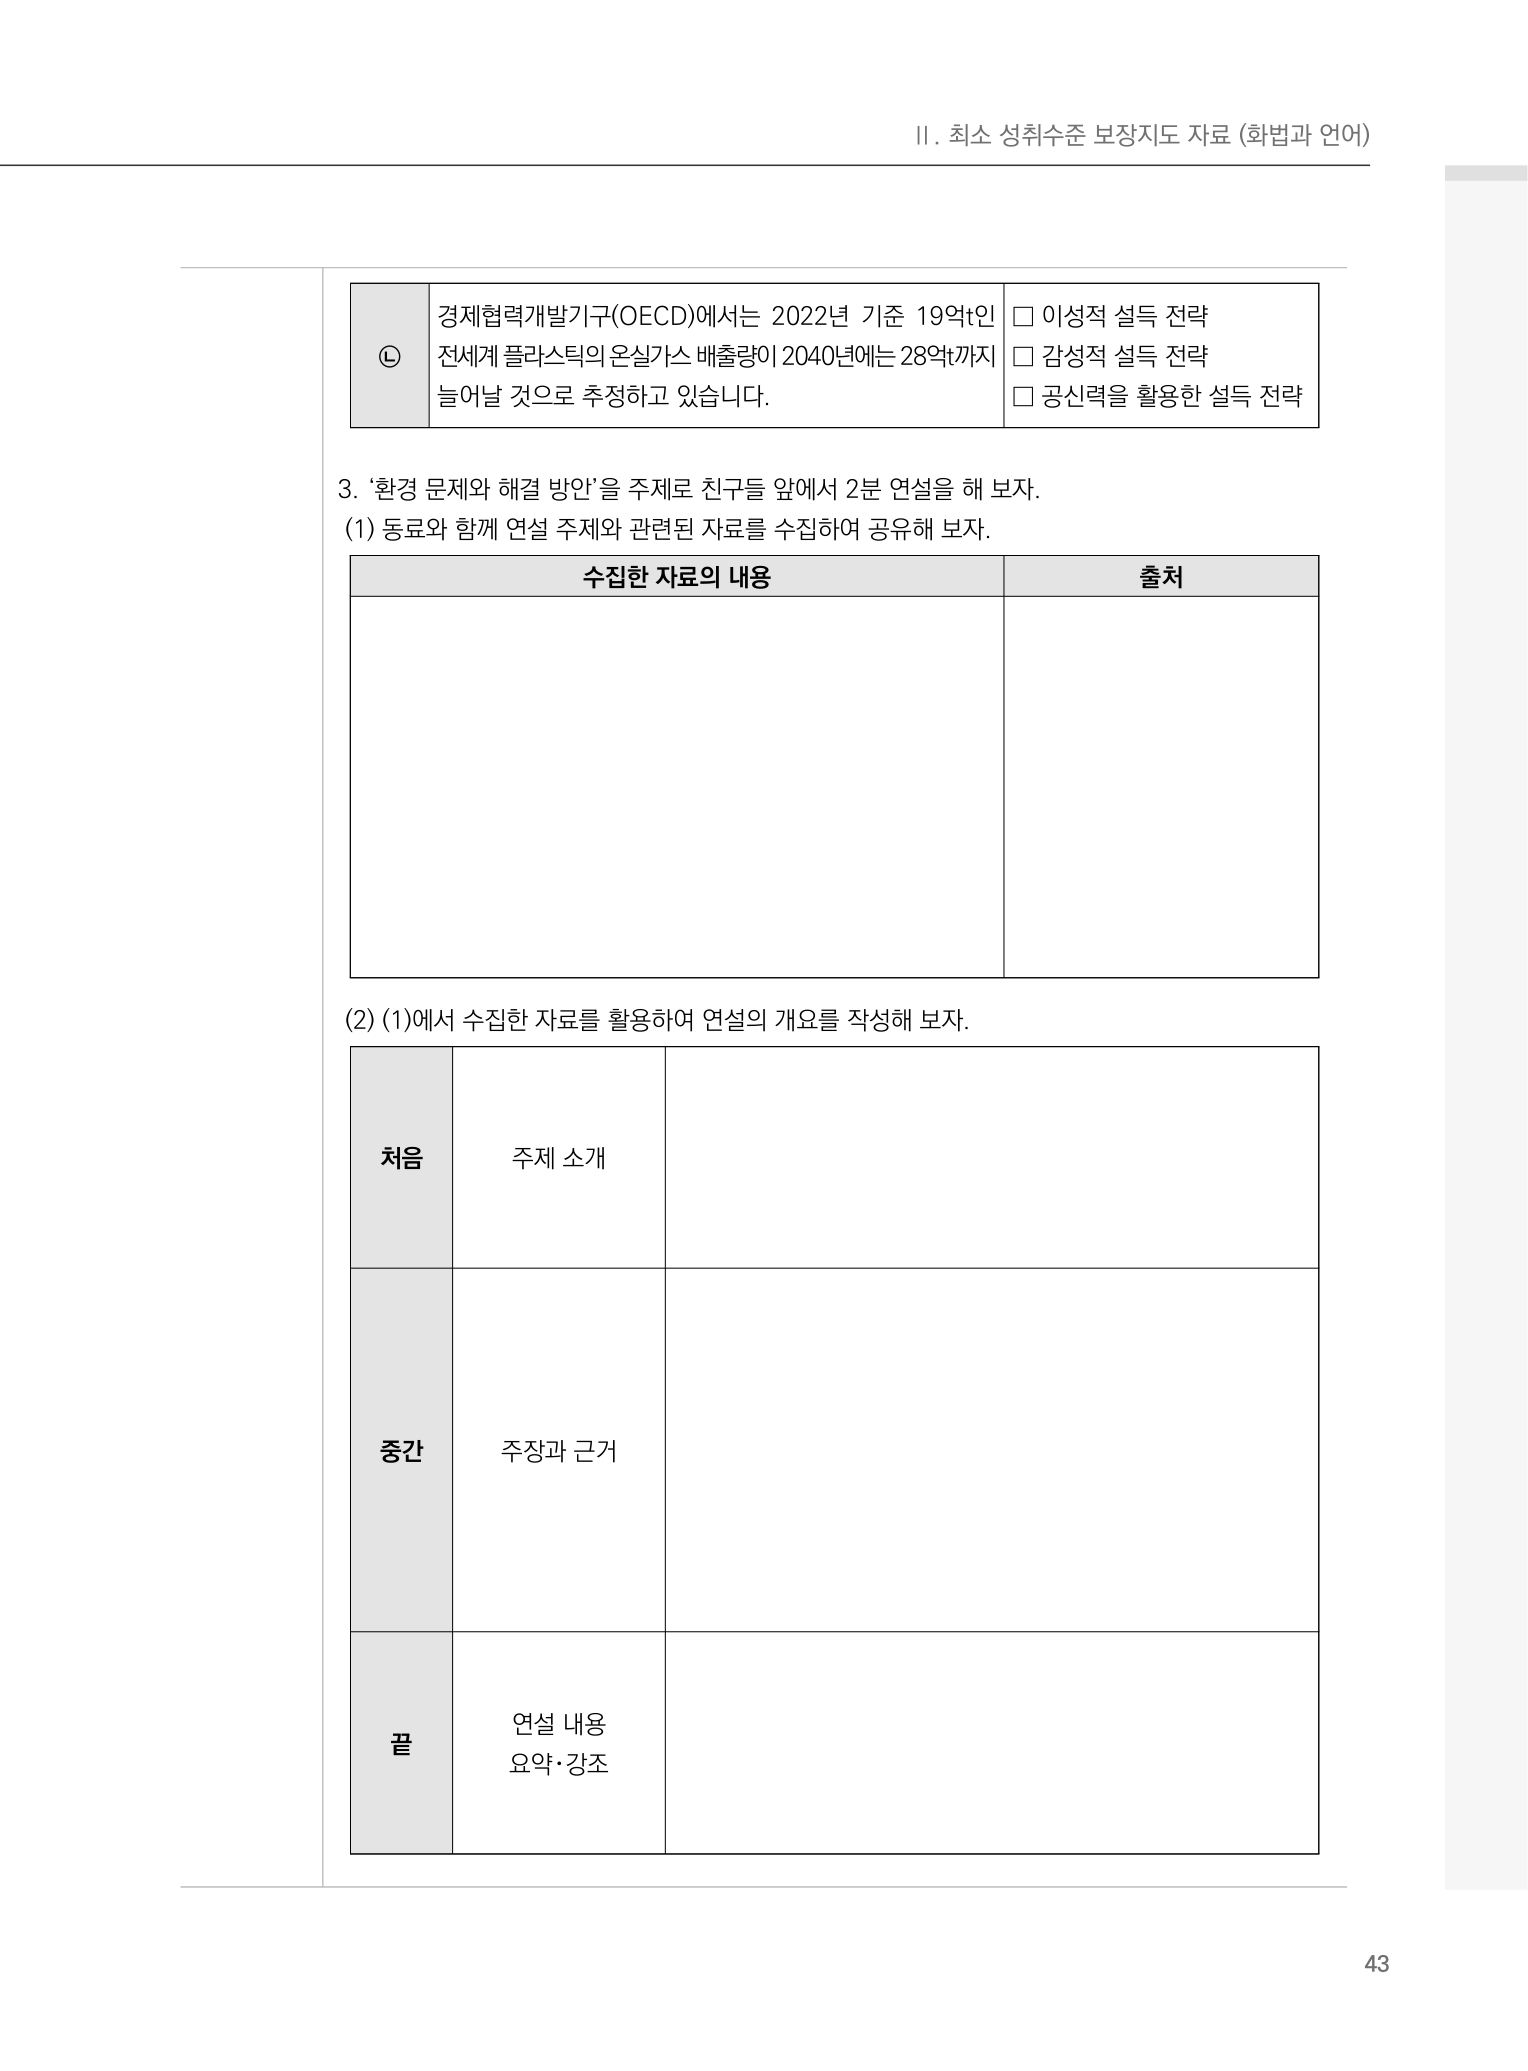 Ⅱ. 최소 성취수준 보장지도 자료 (화법과 언어)
㉡
경제협력개발기구(OECD)에서는 2022년 기준 19억t인
전세계 플라스틱의 온실가스 배출량이 2040년에는 28억t까지
늘어날 것으로 추정하고 있습니다.
□ 이성적 설득 전략
□ 감성적 설득 전략
□ 공신력을 활용한 설득 전략
3. ‘환경 문제와 해결 방안’을 주제로 친구들 앞에서 2분 연설을 해 보자.
(1) 동료와 함께 연설 주제와 관련된 자료를 수집하여 공유해 보자.
수집한 자료의 내용
출처
(2) (1)에서 수집한 자료를 활용하여 연설의 개요를 작성해 보자.
처음
주제 소개
중간
주장과 근거
끝
연설 내용
요약·강조
43